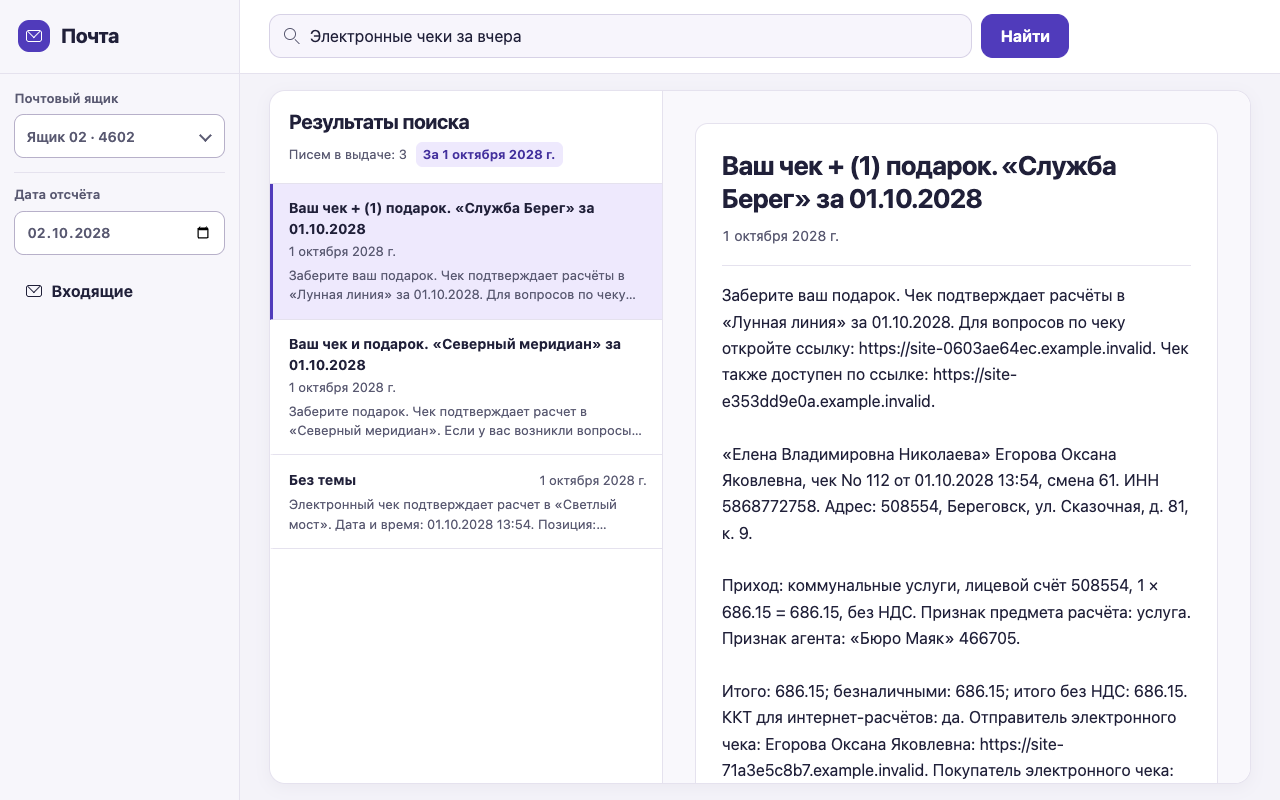 Почта
Электронные чеки за вчера
Найти
Почтовый ящик
Ящик 02 · 4602
Дата отсчёта
02.10.2028
Входящие
Результаты поиска
Писем в выдаче: 3
За 1 октября 2028 г.
Ваш чек + (1) подарок. «Служба Берег» за
01.10.2028
1 октября 2028 г.
Заберите ваш подарок. Чек подтверждает расчёты в
«Лунная линия» за 01.10.2028. Для вопросов по чеку…
Ваш чек и подарок. «Северный меридиан» за
01.10.2028
1 октября 2028 г.
Заберите подарок. Чек подтверждает расчет в
«Северный меридиан». Если у вас возникли вопросы…
Без темы
1 октября 2028 г.
Электронный чек подтверждает расчет в «Светлый
мост». Дата и время: 01.10.2028 13:54. Позиция:…
Ваш чек + (1) подарок. «Служба
Берег» за 01.10.2028
1 октября 2028 г.
Заберите ваш подарок. Чек подтверждает расчёты в
«Лунная линия» за 01.10.2028. Для вопросов по чеку
откройте ссылку: https://site-0603ae64ec.example.invalid. Чек
также доступен по ссылке: https://site-
e353dd9e0a.example.invalid.
«Елена Владимировна Николаева» Егорова Оксана
Яковлевна, чек No 112 от 01.10.2028 13:54, смена 61. ИНН
5868772758. Адрес: 508554, Береговск, ул. Сказочная, д. 81,
к. 9.
Приход: коммунальные услуги, лицевой счёт 508554, 1 ×
686.15 = 686.15, без НДС. Признак предмета расчёта: услуга.
Признак агента: «Бюро Маяк» 466705.
Итого: 686.15; безналичными: 686.15; итого без НДС: 686.15.
ККТ для интернет-расчётов: да. Отправитель электронного
чека: Егорова Оксана Яковлевна: https://site-
71a3e5c8b7.example.invalid. Покупатель электронного чека: